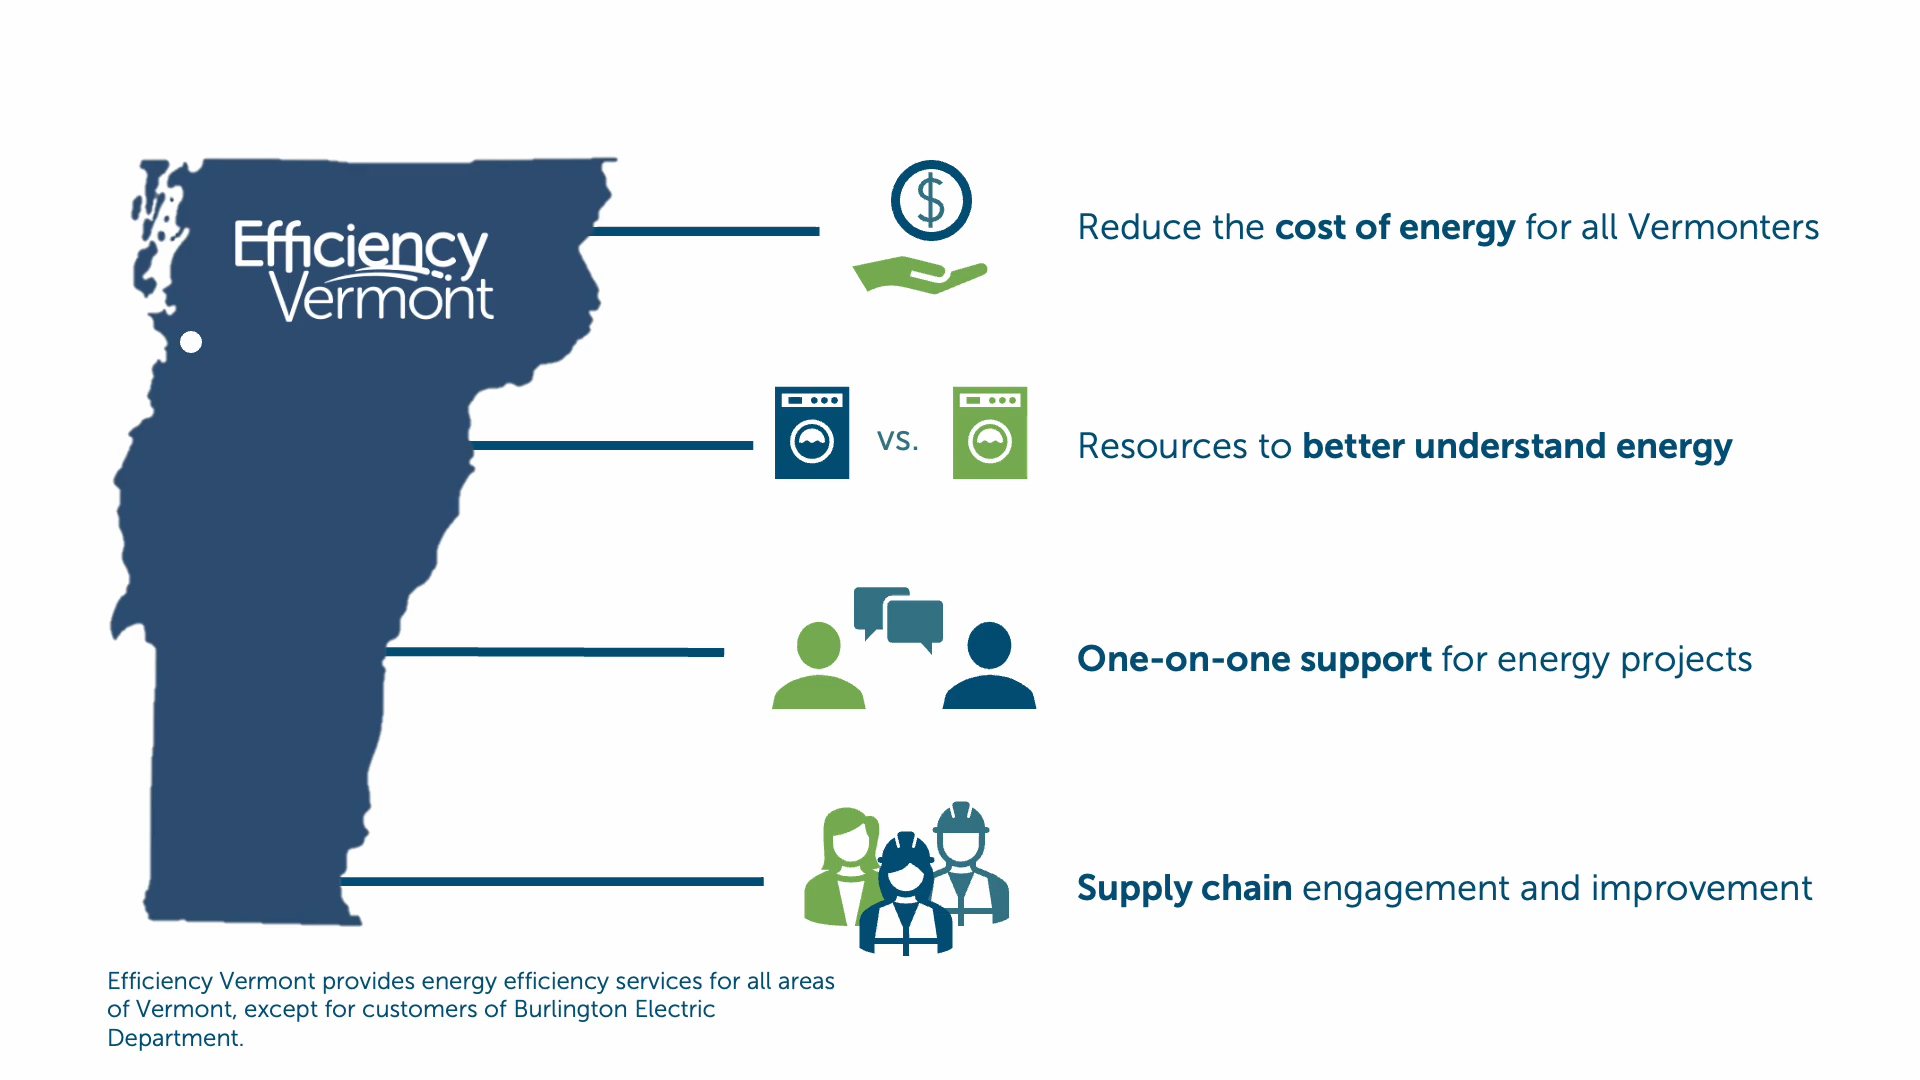 Efficiency
Vermont
$
Reduce the cost of energy for all Vermonters
vs.
Resources to better understand energy
One-on-one support for energy projects
Supply chain engagement and improvement
Efficiency Vermont provides energy efficiency services for all areas
of Vermont, except for customers of Burlington Electric
Department.